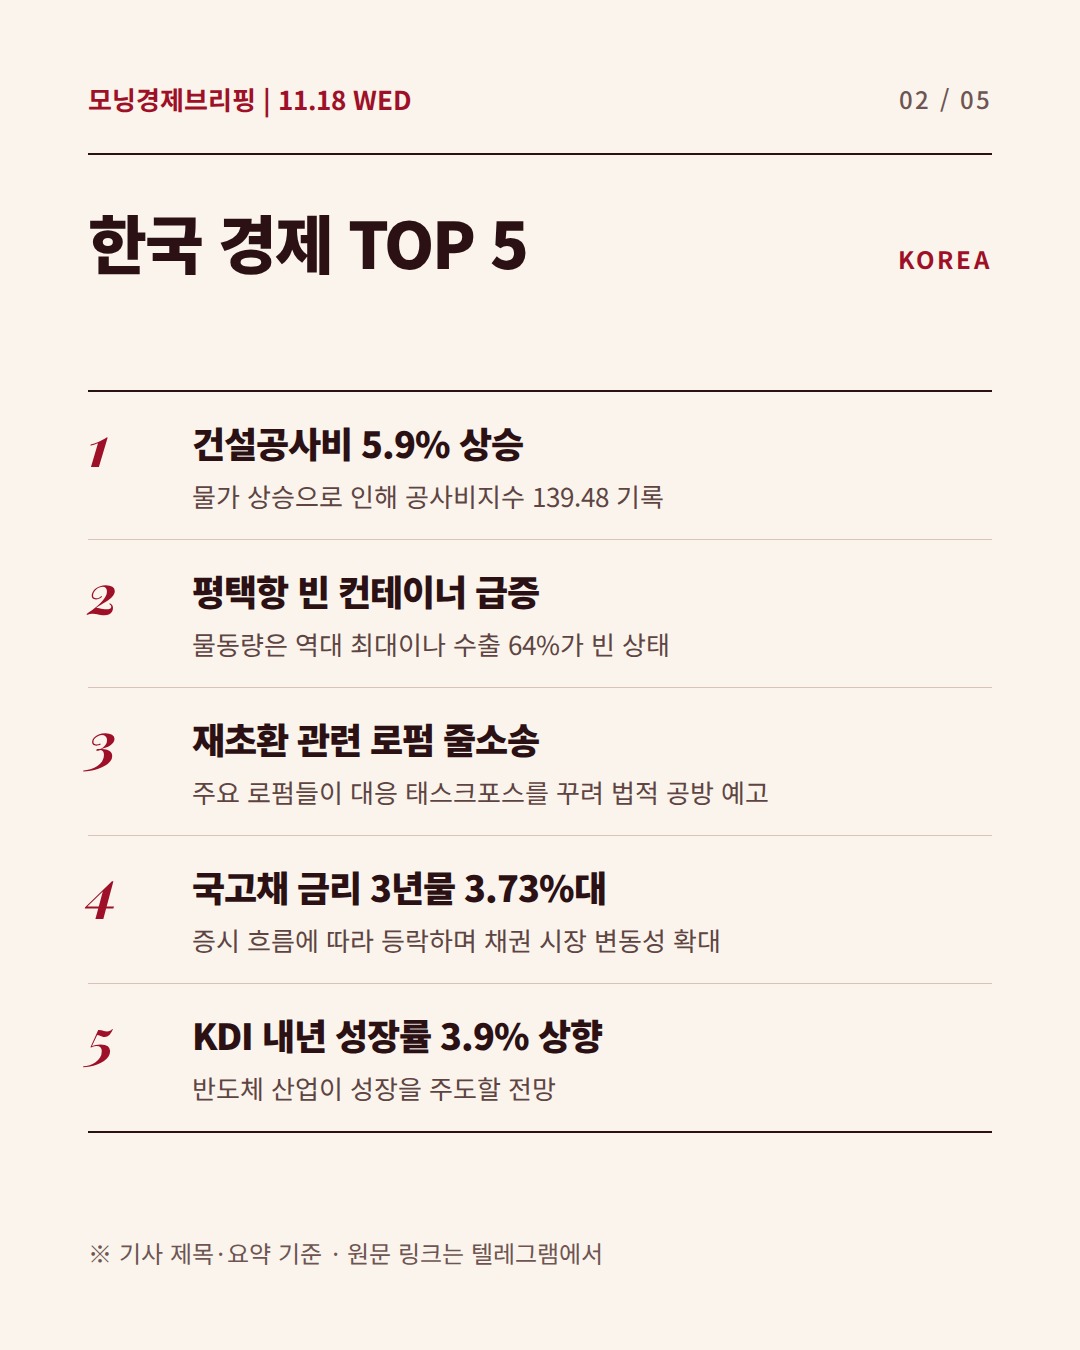 모닝경제브리핑 | 11.18 WED
02 / 05
한국 경제 TOP 5
KOREA
1
건설공사비 5.9% 상승
물가 상승으로 인해 공사비지수 139.48 기록
2
평택항 빈 컨테이너 급증
물동량은 역대 최대이나 수출 64%가 빈 상태
3
재초환 관련 로펌 줄소송
주요 로펌들이 대응 태스크포스를 꾸려 법적 공방 예고
4
국고채 금리 3년물 3.73%대
증시 흐름에 따라 등락하며 채권 시장 변동성 확대
5
KDI 내년 성장률 3.9% 상향
반도체 산업이 성장을 주도할 전망
※ 기사 제목·요약 기준 · 원문 링크는 텔레그램에서